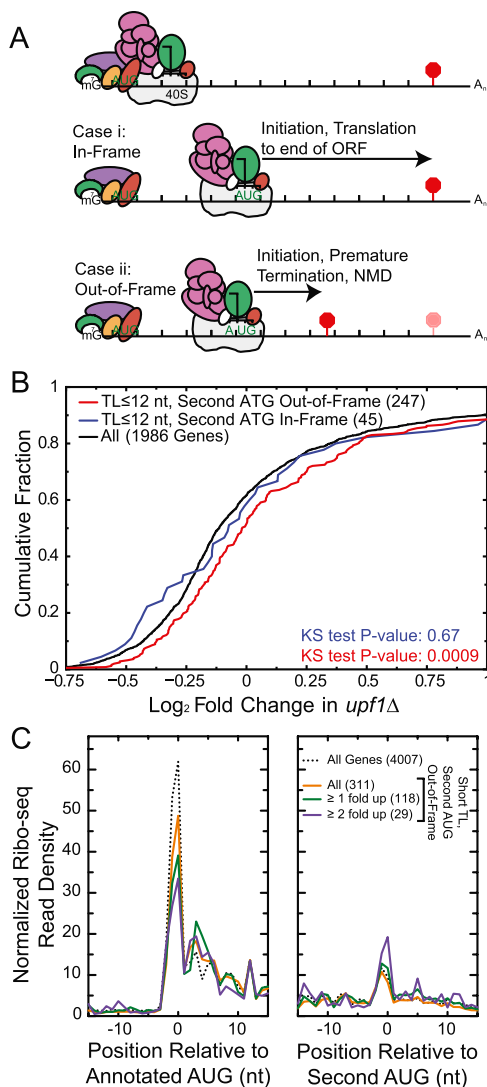 A
mG 7 AUG AUG 40S An
Case i:
In-Frame
Initiation, Translation
to end of ORF
mG 7 AUG AUG An
Case ii:
Out-of-Frame
Initiation, Premature
Termination, NMD
mG 7 AUG A UG An
B
TL≤12 nt, Second ATG Out-of-Frame (247)
TL≤12 nt, Second ATG In-Frame (45)
All (1986 Genes)
Cumulative Fraction
1
0.8
0.6
0.4
0.2
0
KS test P-value: 0.67
KS test P-value: 0.0009
-0.75 -0.5 -0.25 0 0.25 0.5 0.75 1
Log2 Fold Change in upf1Δ
C
Normalized Ribo-seq
Read Density
60
50
40
30
20
10
0
-10 0 10
Position Relative to
Annotated AUG (nt)
All Genes (4007)
All (311)
≥ 1 fold up (118)
≥ 2 fold up (29)
Short TL,
Second AUG
Out-of-Frame
-10 0 10
Position Relative to
Second AUG (nt)